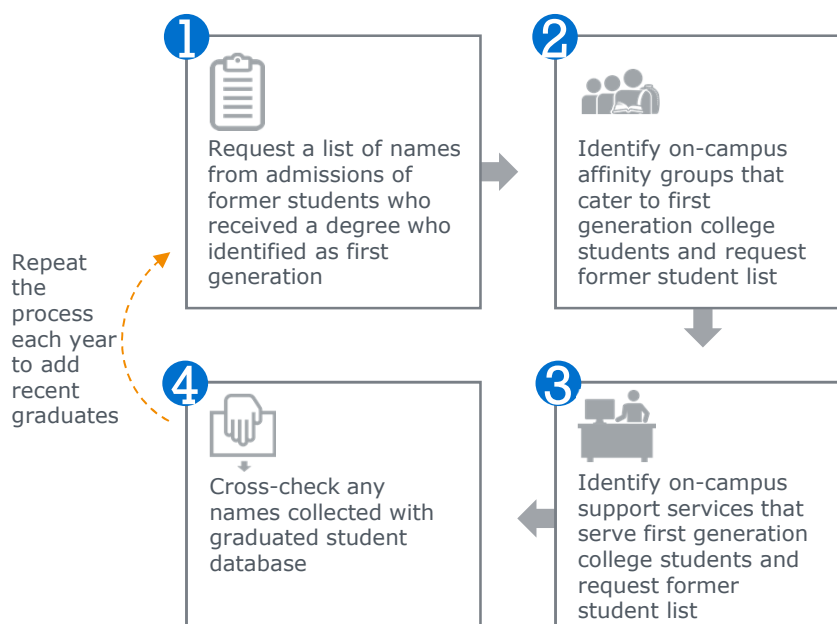 1
Request a list of names
from admissions of
former students who
received a degree who
identified as first
generation
2
Identify on-campus
affinity groups that
cater to first
generation college
students and request
former student list
3
Identify on-campus
support services that
serve first generation
college students and
request former
student list
4
Cross-check any
names collected with
graduated student
database
Repeat
the
process
each year
to add
recent
graduates